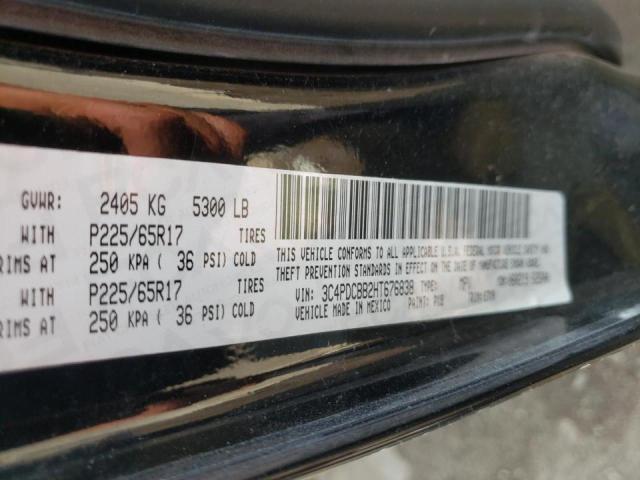 GVWR: 2405 KG 5300 LB
WITH P225/65R17 TIRES
RIMS AT 250 KPA ( 36 PSI) COLD
WITH P225/65R17 TIRES
RIMS AT 250 KPA ( 36 PSI) COLD
THIS VEHICLE CONFORMS TO ALL APPLICABLE U.S.A. FEDERAL MOTOR VEHICLE SAFETY AND
THEFT PREVENTION STANDARDS IN EFFECT ON THE DATE OF MANUFACTURE SHOWN ABOVE.
VIN: 3C4PDCBB2HT676838 TYPE: MPV
VEHICLE MADE IN MEXICO PAINT: PXR